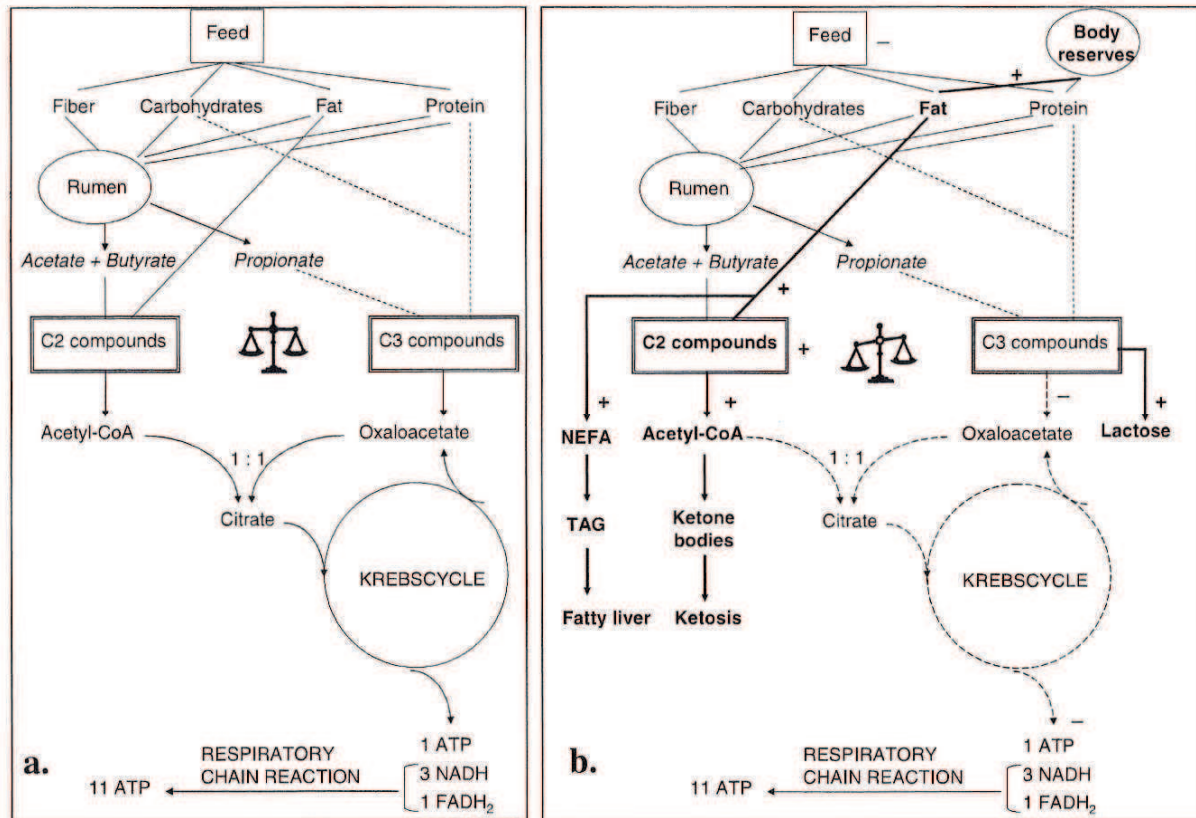 Feed
Fiber
Carbohydrates
Fat
Protein
Rumen
Acetate + Butyrate
Propionate
C2 compounds
C3 compounds
Acetyl-CoA
Oxaloacetate
1 : 1
Citrate
KREBSCYCLE
a.
RESPIRATORY
CHAIN REACTION
11 ATP
1 ATP
3 NADH
1 FADH₂
Feed
–
Body
reserves
+
Fiber
Carbohydrates
Fat
Protein
Rumen
Acetate + Butyrate
Propionate
+
C2 compounds
+
C3 compounds
+
+
–
+
NEFA
Acetyl-CoA
Oxaloacetate
Lactose
1 : 1
TAG
Ketone
bodies
Citrate
KREBSCYCLE
Fatty liver
Ketosis
–
b.
RESPIRATORY
CHAIN REACTION
11 ATP
1 ATP
3 NADH
1 FADH₂